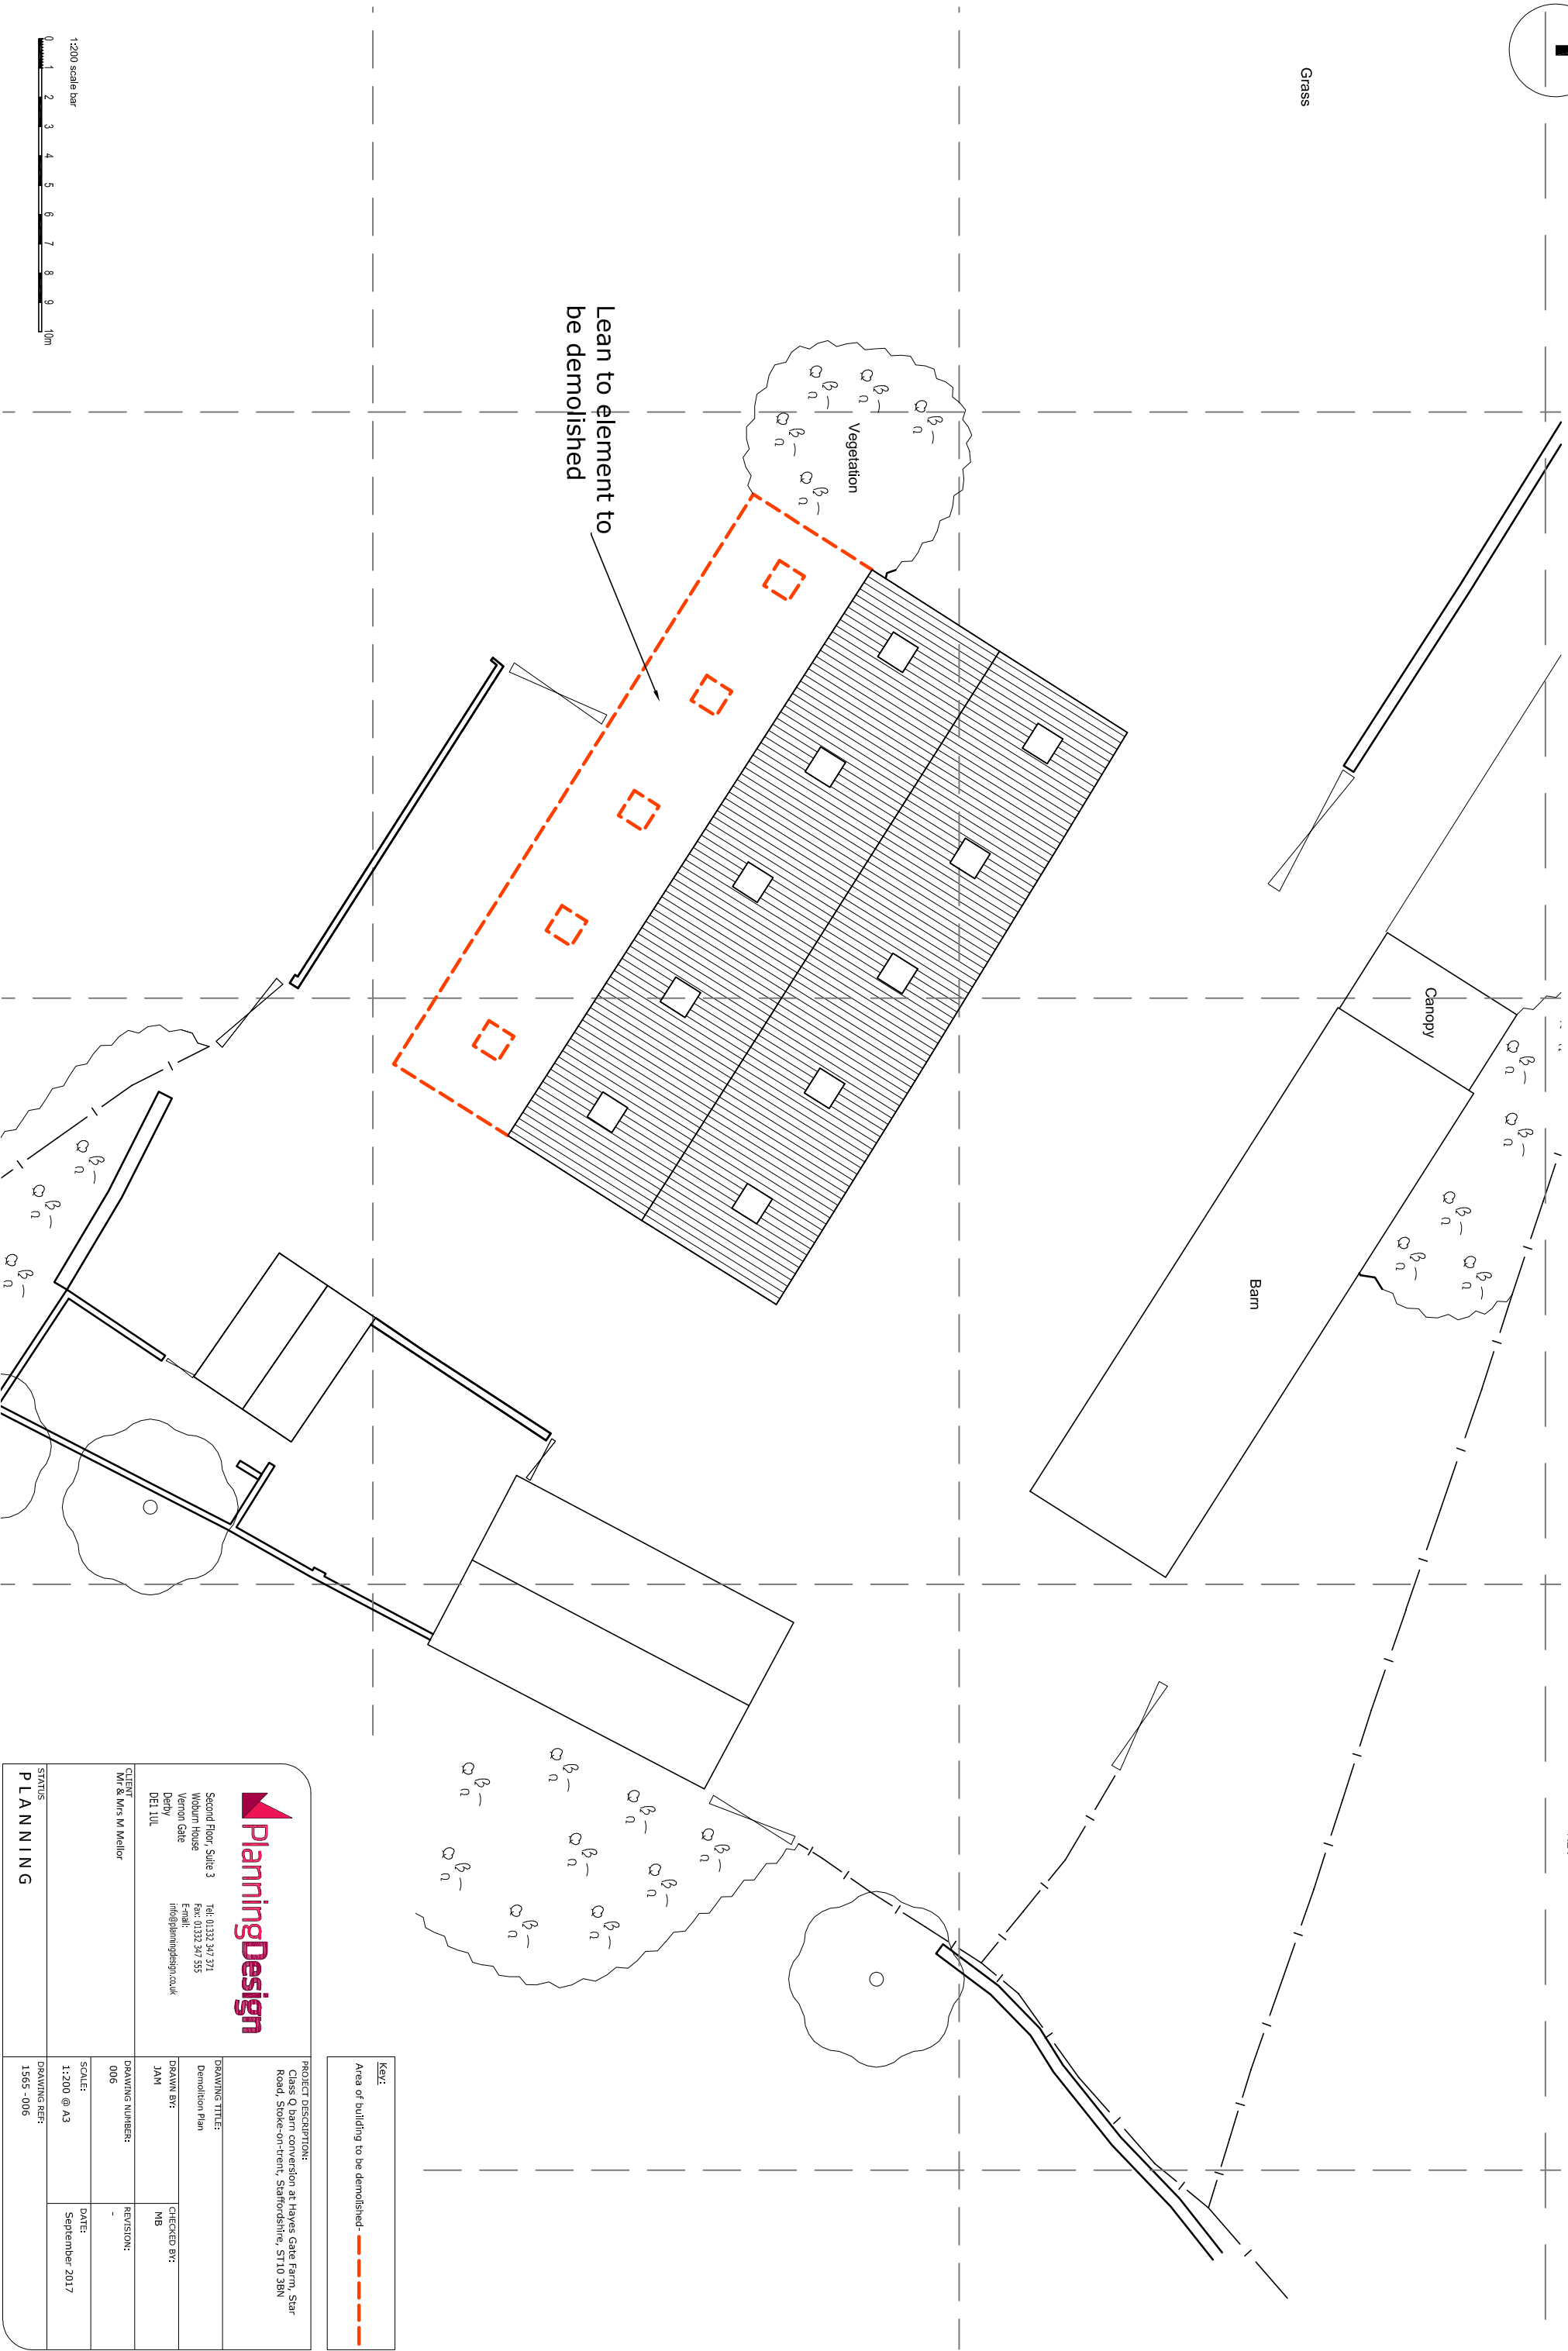 Grass
1:200 scale bar
0 1 2 3 4 5 6 7 8 9 10m
Lean to element to
be demolished
Vegetation
Canopy
Barn
Key:
Area of building to be demolished-
PlanningDesign
Second Floor, Suite 3
Woburn House
Vernon Gate
Derby
DE1 1UL
Tel: 01332 347 371
Fax: 01332 347 555
E-mail:
info@planningdesign.co.uk
CLIENT
Mr & Mrs M Mellor
STATUS
PLANNING
PROJECT DESCRIPTION:
Class Q barn conversion at Hayes Gate Farm, Star
Road, Stoke-on-trent, Staffordshire, ST10 3BN
DRAWING TITLE:
Demolition Plan
DRAWN BY:
JAM
CHECKED BY:
MB
DRAWING NUMBER:
006
REVISION:
-
SCALE:
1:200 @ A3
DATE:
September 2017
DRAWING REF:
1565 -006